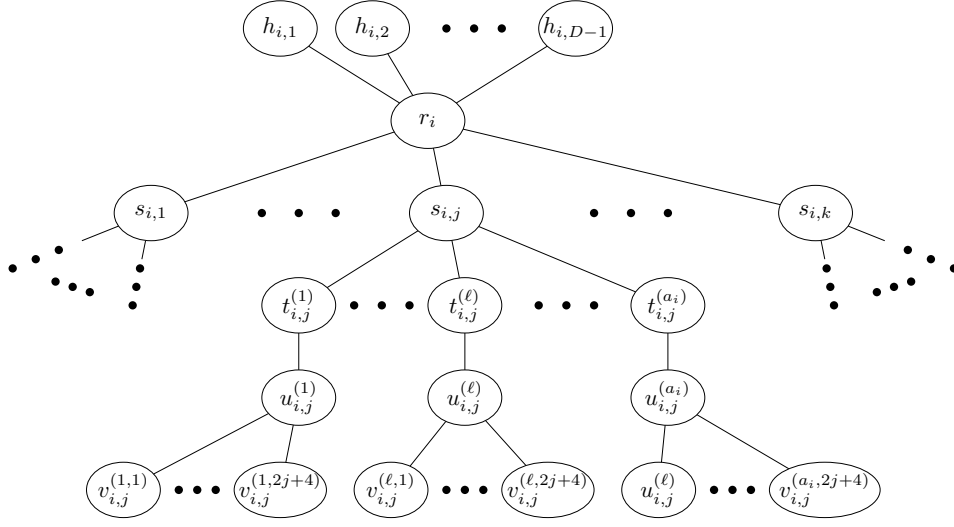 h_{i,1} h_{i,2} h_{i,D−1}
r_i
s_{i,1} s_{i,j} s_{i,k}
t_{i,j}^{(1)} t_{i,j}^{(ℓ)} t_{i,j}^{(a_i)}
u_{i,j}^{(1)} u_{i,j}^{(ℓ)} u_{i,j}^{(a_i)}
v_{i,j}^{(1,1)} v_{i,j}^{(1,2j+4)} v_{i,j}^{(ℓ,1)} v_{i,j}^{(ℓ,2j+4)} u_{i,j}^{(ℓ)} v_{i,j}^{(a_i,2j+4)}